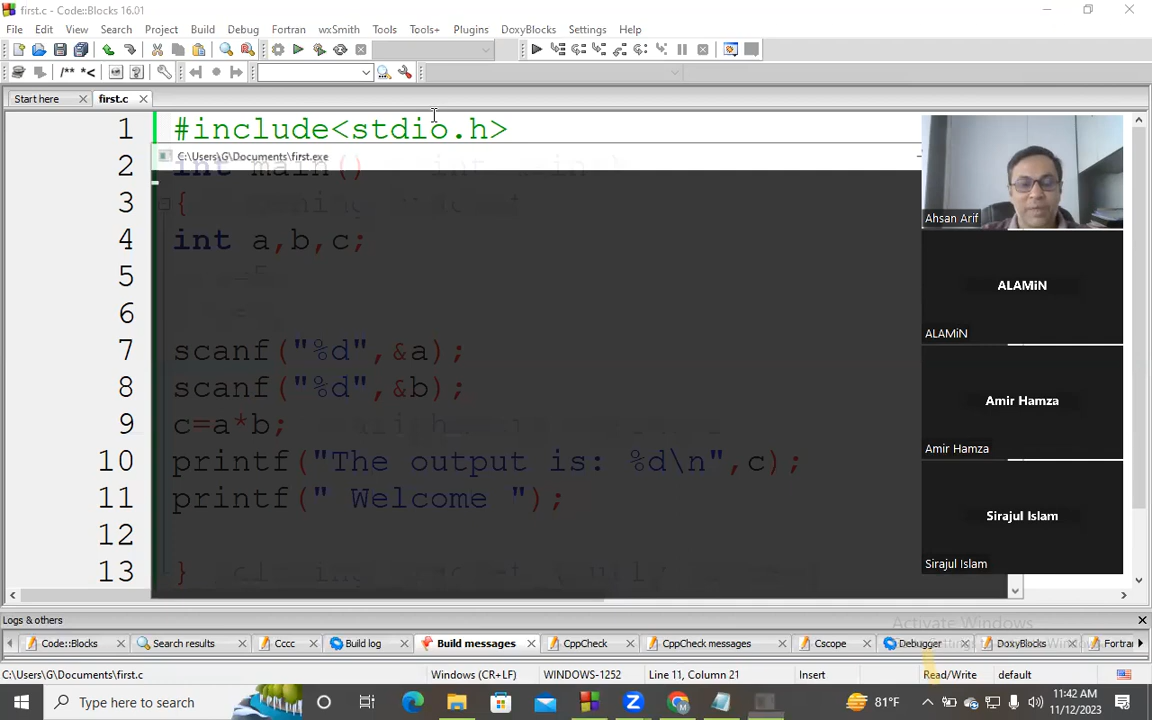 first.c - Code::Blocks 16.01
File Edit View Search Project Build Debug Fortran wxSmith Tools Tools+ Plugins DoxyBlocks Settings Help
/** *<
Start here first.c
1 #include<stdio.h>
C:\Users\G\Documents\first.exe
2 int main()
3 {
4 int a,b,c;
5
6
7 scanf("%d",&a);
8 scanf("%d",&b);
9 c=a*b;
10 printf("The output is: %d\n",c);
11 printf(" Welcome ");
12
13 }
Ahsan Arif
ALAMiN
ALAMiN
Amir Hamza
Amir Hamza
Sirajul Islam
Sirajul Islam
Logs & others
Activate Windows
Code::Blocks Search results Cccc Build log Build messages CppCheck CppCheck messages Cscope Debugger DoxyBlocks Fortra
C:\Users\G\Documents\first.c Windows (CR+LF) WINDOWS-1252 Line 11, Column 21 Insert Read/Write default
Type here to search 81°F 11:42 AM
11/12/2023